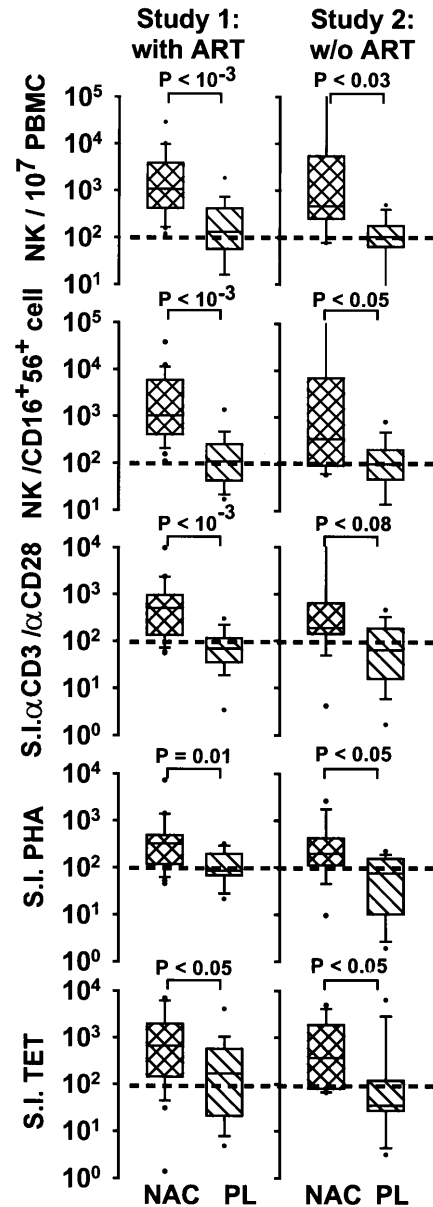 Study 1: Study 2:
with ART w/o ART
P < 10⁻³ P < 0.03
NK / 10⁷ PBMC
10⁵
10⁴
10³
10²
10¹
P < 10⁻³ P < 0.05
NK /CD16⁺56⁺ cell
10⁵
10⁴
10³
10²
10¹
P < 10⁻³ P < 0.08
S.I.αCD3 /αCD28
10⁴
10³
10²
10¹
10⁰
P = 0.01 P < 0.05
S.I. PHA
10⁴
10³
10²
10¹
10⁰
P < 0.05 P < 0.05
S.I. TET
10⁴
10³
10²
10¹
10⁰
NAC PL NAC PL